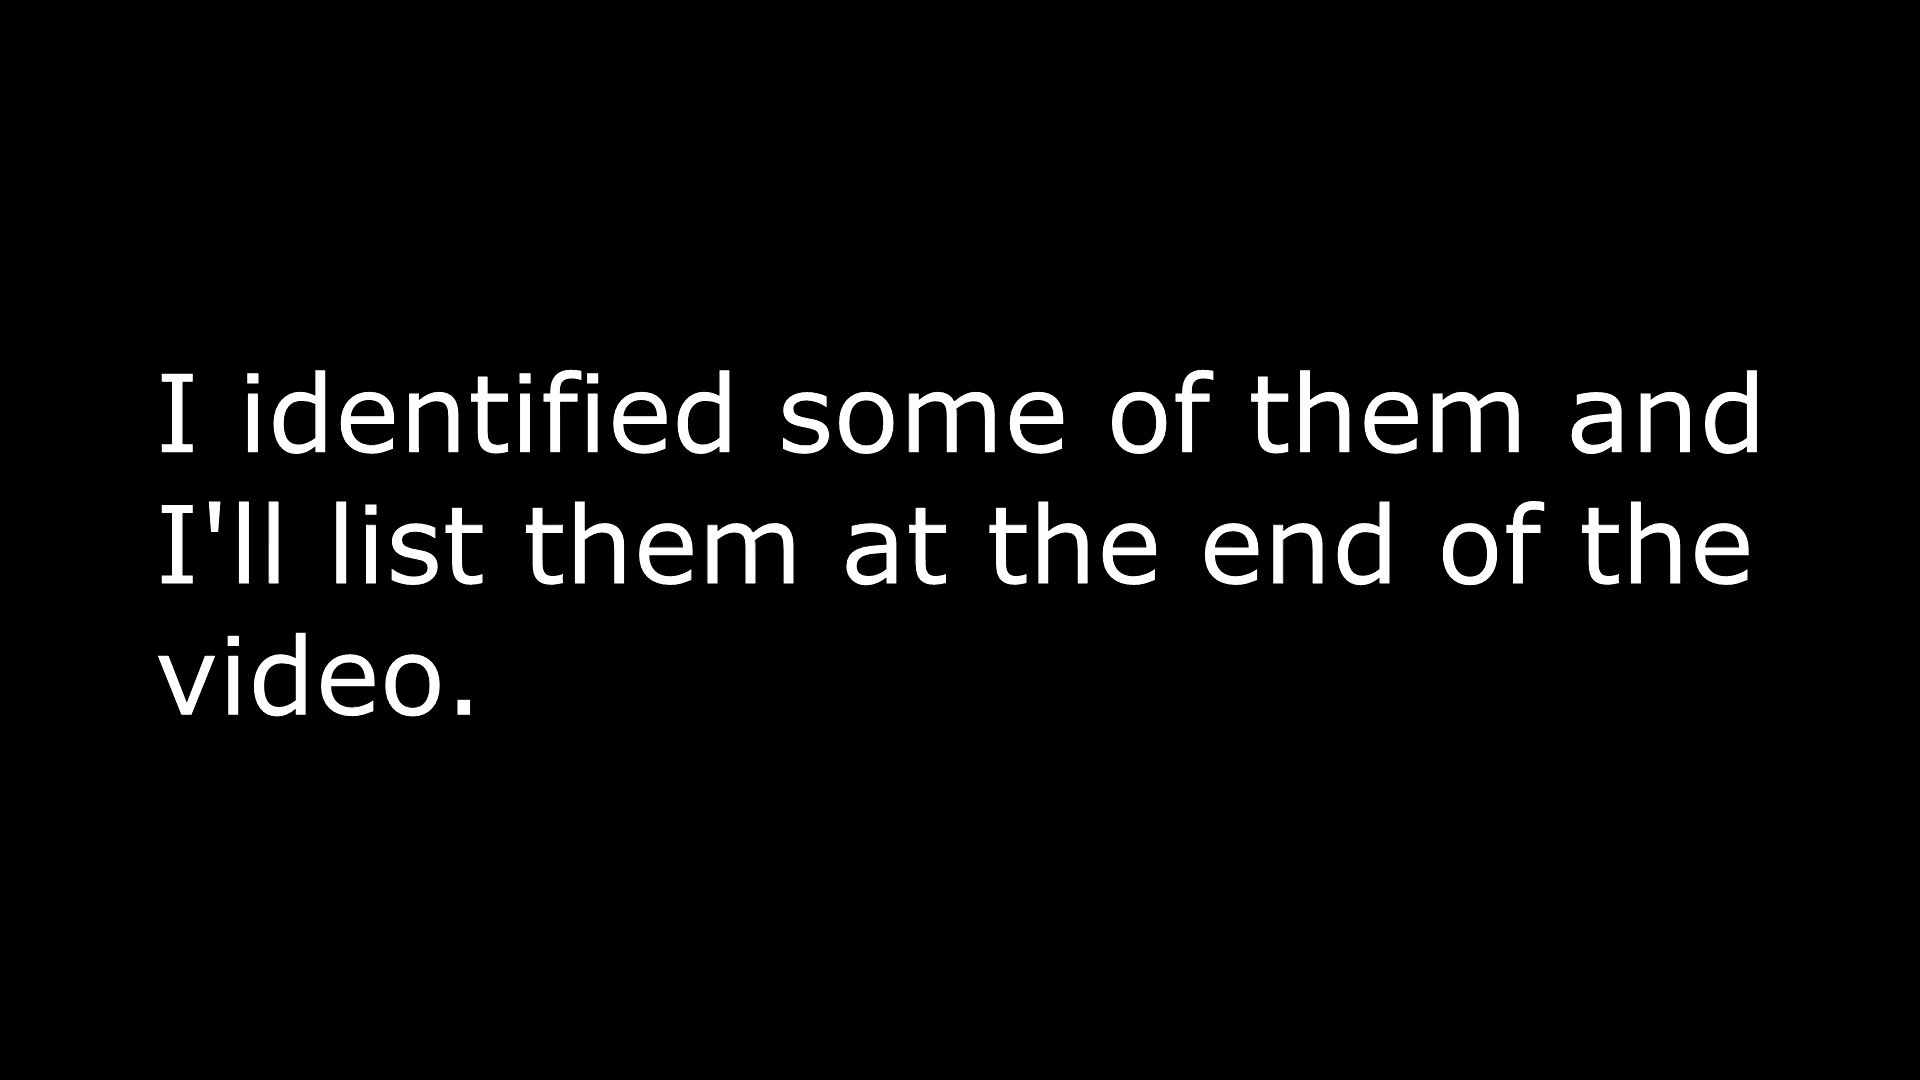 I identified some of them and
I'll list them at the end of the
video.